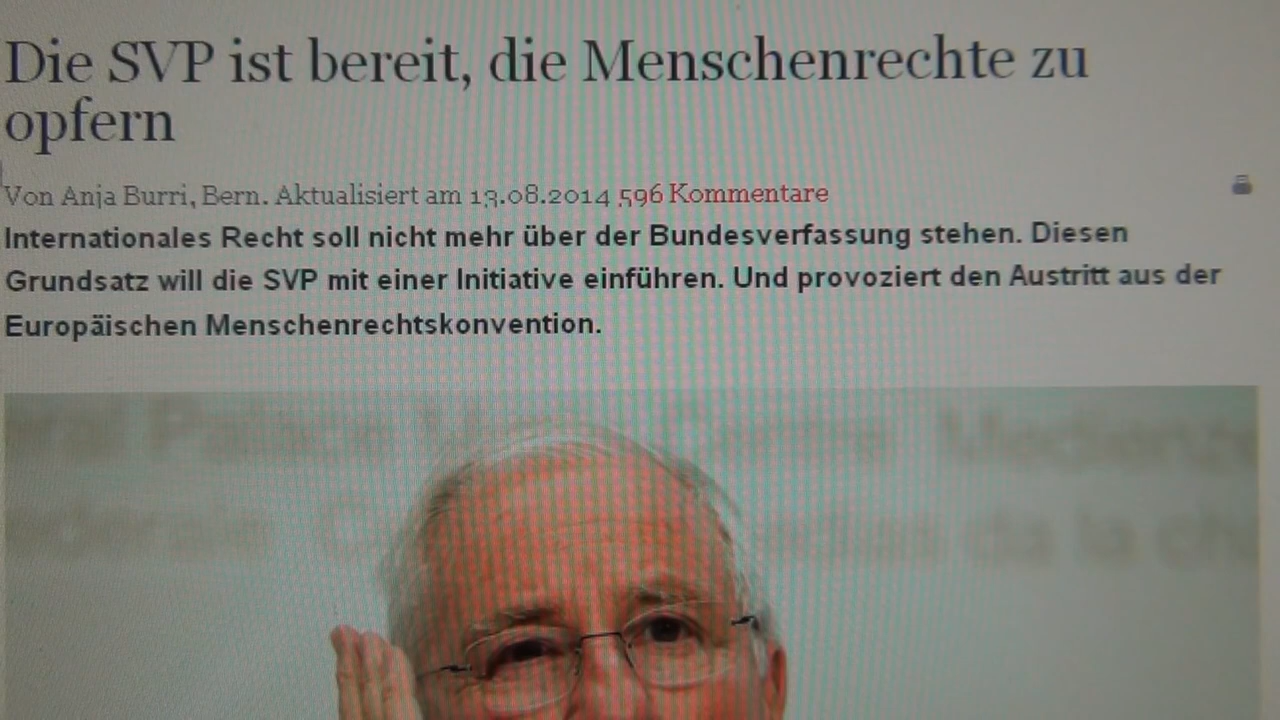 Die SVP ist bereit, die Menschenrechte zu
opfern
Von Anja Burri, Bern. Aktualisiert am 13.08.2014 596 Kommentare
Internationales Recht soll nicht mehr über der Bundesverfassung stehen. Diesen
Grundsatz will die SVP mit einer Initiative einführen. Und provoziert den Austritt aus der
Europäischen Menschenrechtskonvention.